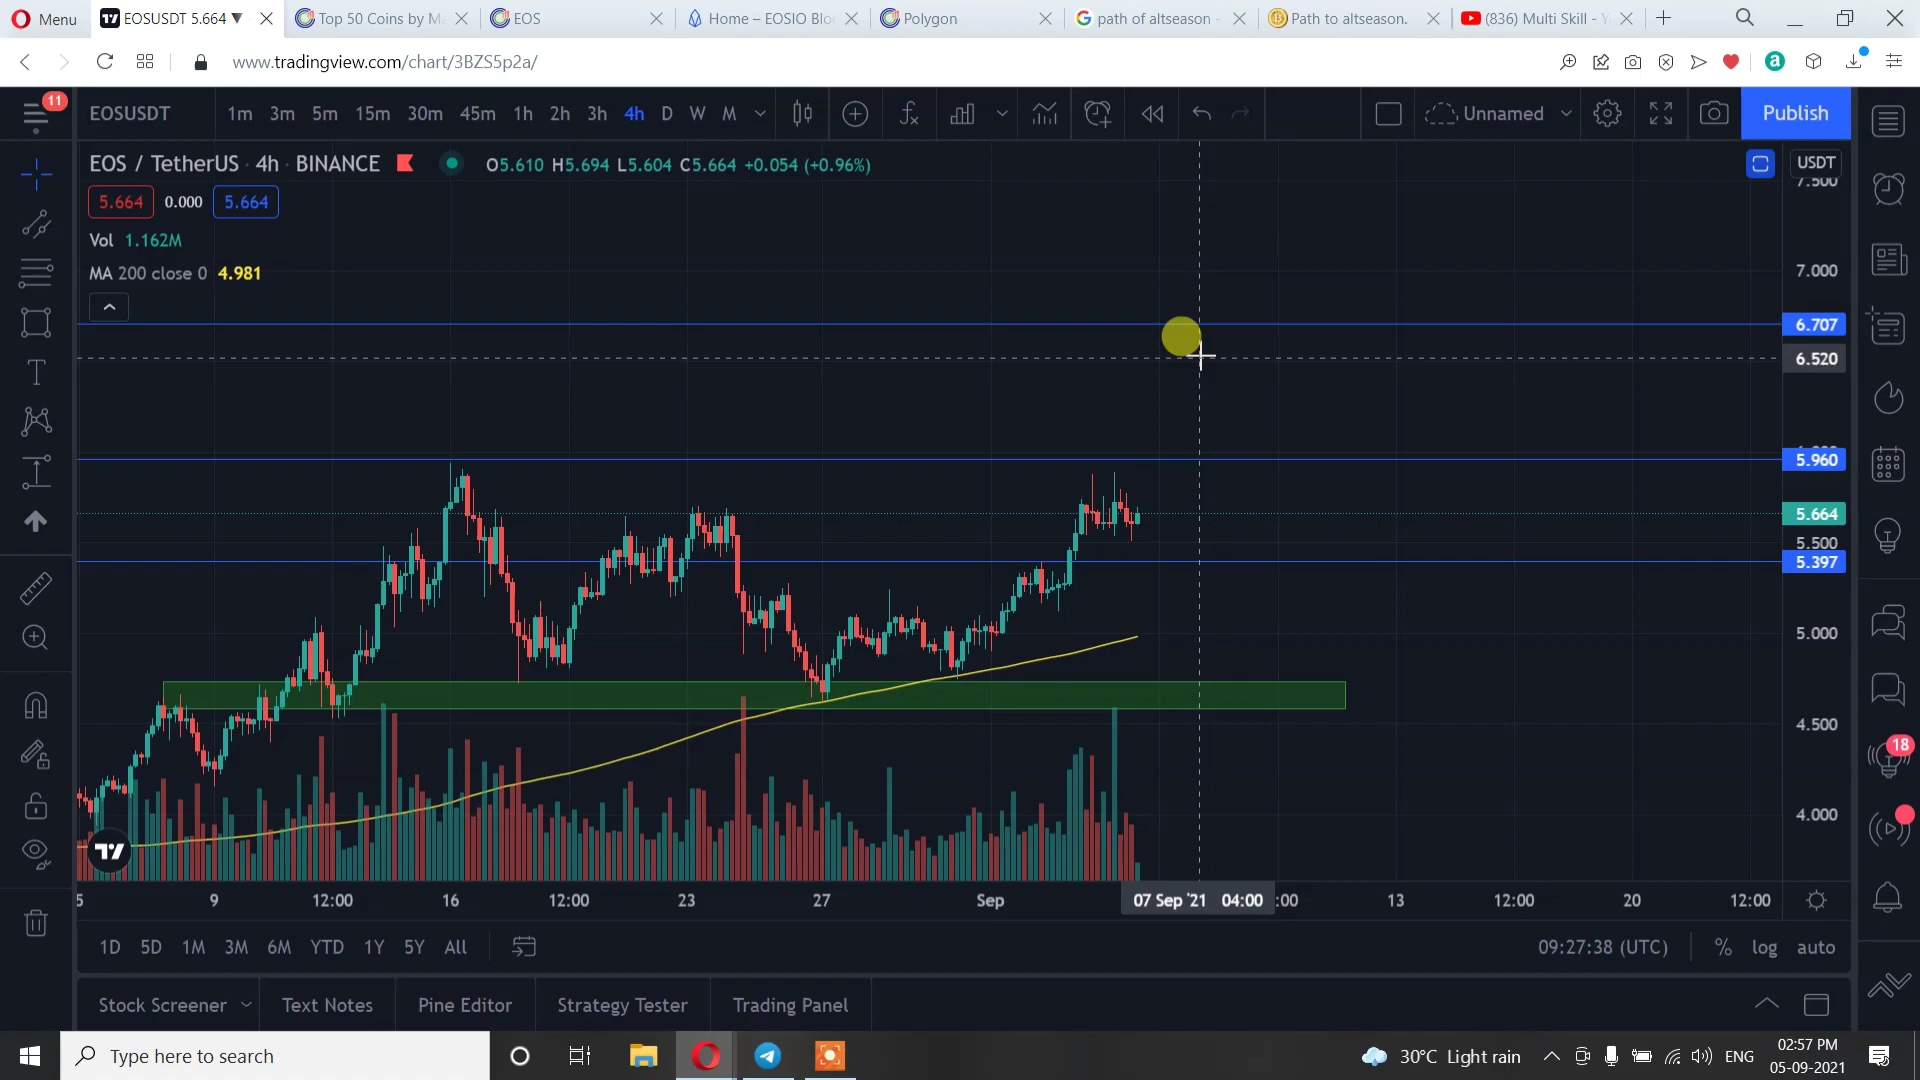 Menu
EOSUSDT 5.664 ▼
Top 50 Coins by Ma
EOS
Home – EOSIO Blo
Polygon
path of altseason -
Path to altseason.
(836) Multi Skill - Y
www.tradingview.com/chart/3BZS5p2a/
11
EOSUSDT
1m 3m 5m 15m 30m 45m 1h 2h 3h 4h D W M
Unnamed
Publish
EOS / TetherUS · 4h · BINANCE
O5.610 H5.694 L5.604 C5.664 +0.054 (+0.96%)
USDT
7.500
5.664 0.000 5.664
Vol 1.162M
MA 200 close 0 4.981
7.000
6.707
6.520
5.960
5.664
5.500
5.397
5.000
4.500
18
4.000
5 9 12:00 16 12:00 23 27 Sep 07 Sep '21 04:00 :00 13 12:00 20 12:00
1D 5D 1M 3M 6M YTD 1Y 5Y All
09:27:38 (UTC) % log auto
Stock Screener Text Notes Pine Editor Strategy Tester Trading Panel
Type here to search
30°C Light rain
ENG
02:57 PM
05-09-2021